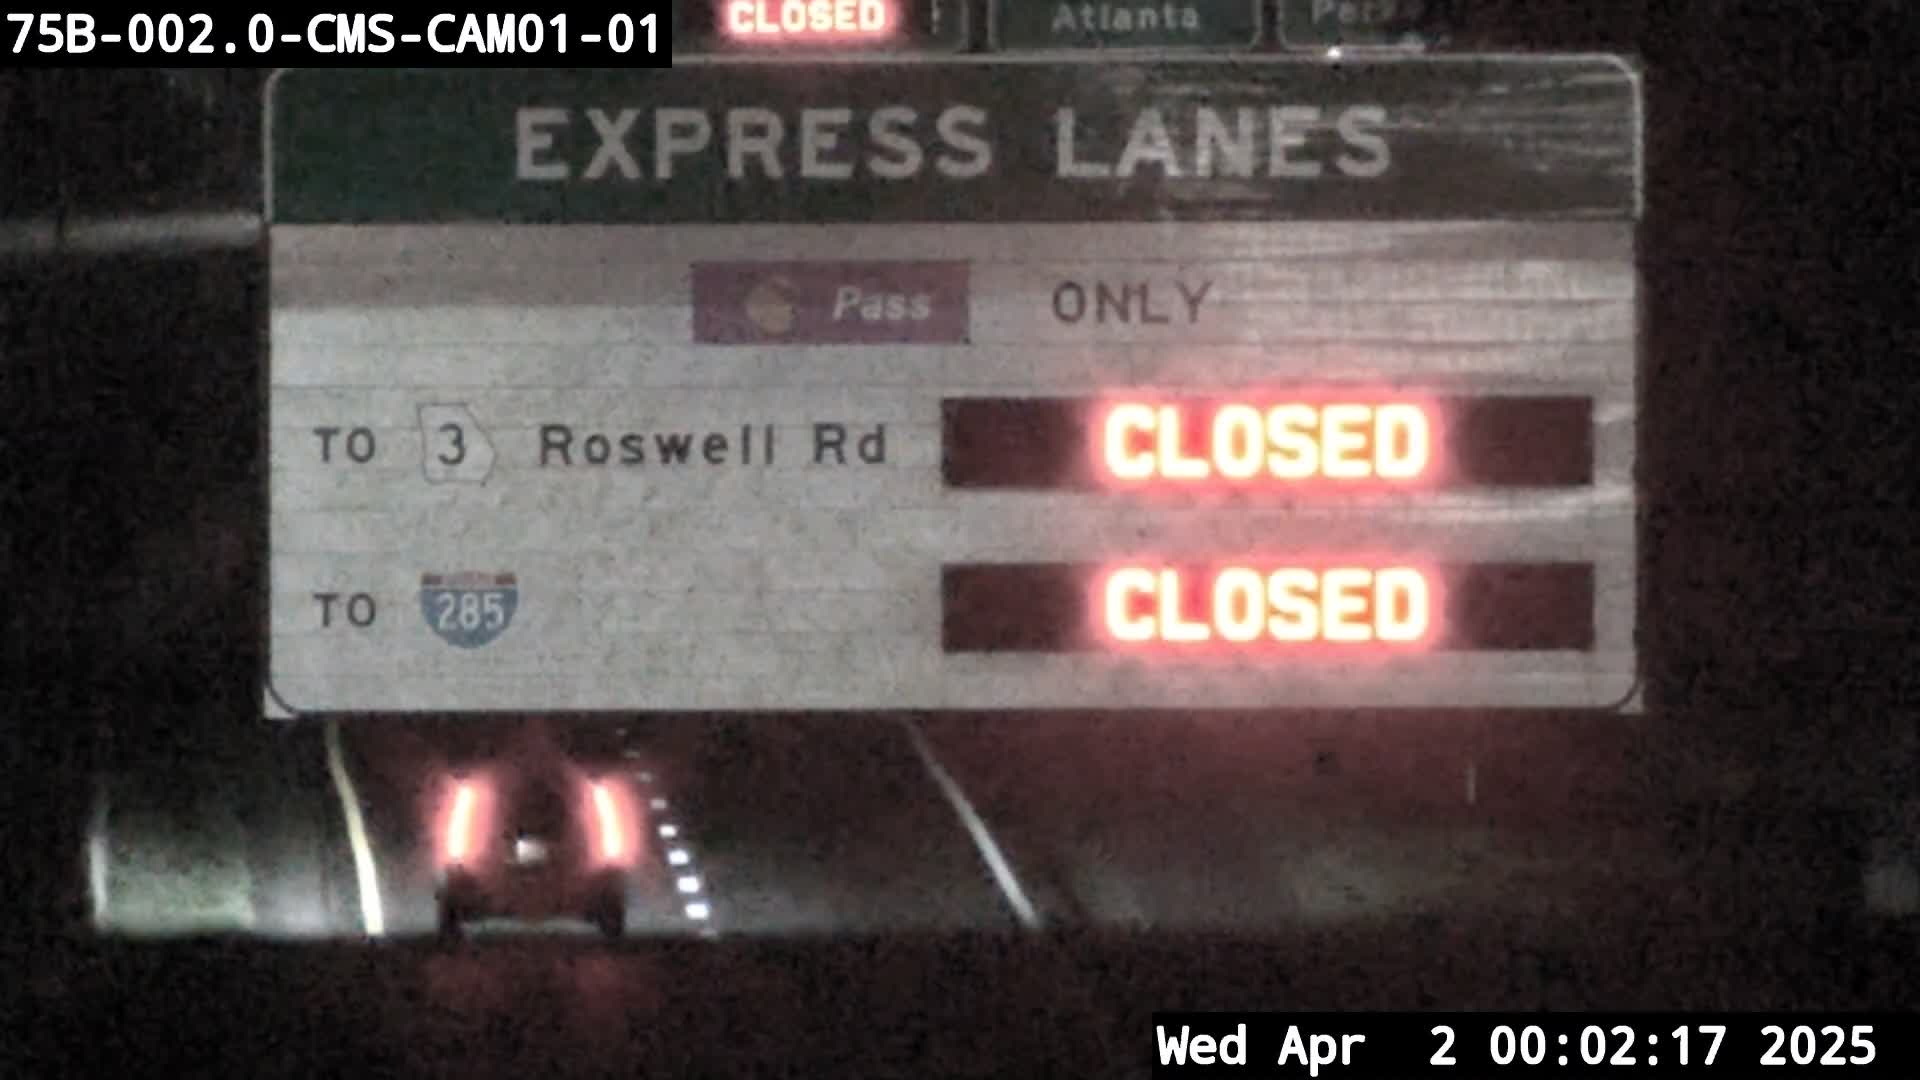 75B-002.0-CMS-CAM01-01
CLOSED
Atlanta
EXPRESS LANES
Pass ONLY
TO 3 Roswell Rd CLOSED
TO 285 CLOSED
Wed Apr 2 00:02:17 2025